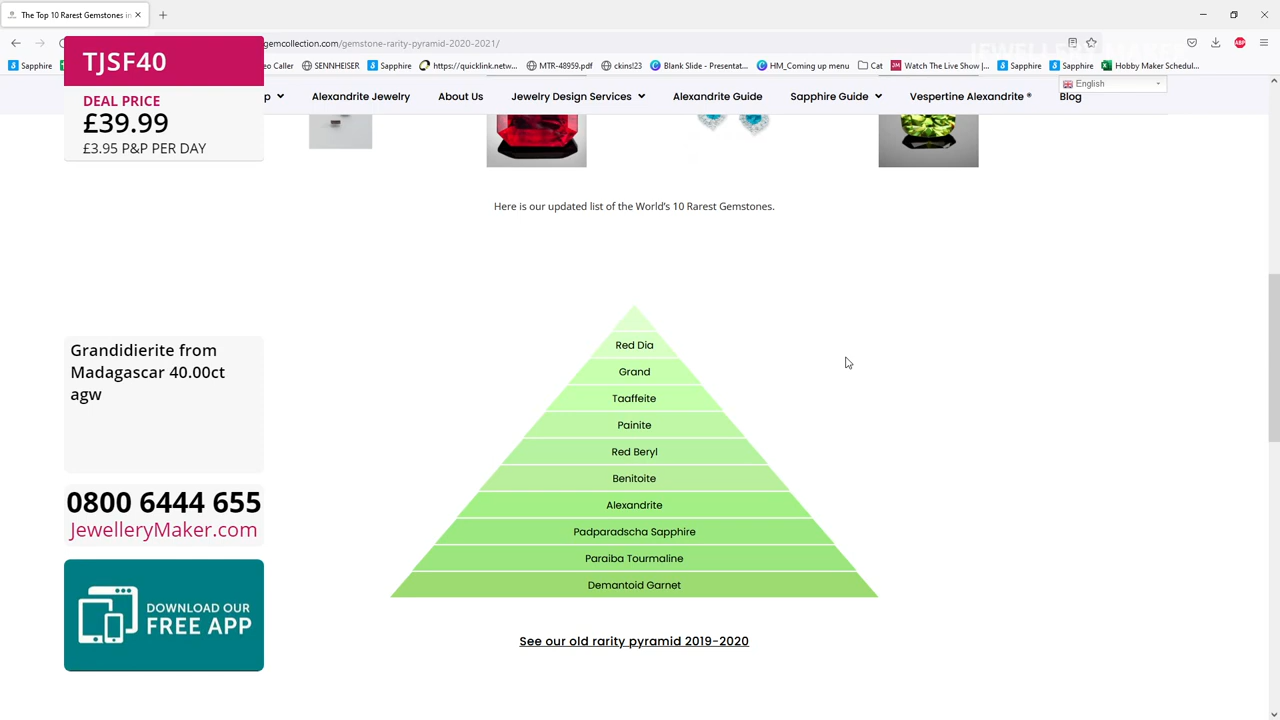 The Top 10 Rarest Gemstones in
gemcollection.com/gemstone-rarity-pyramid-2020-2021/
TJSF40
JEWELLERY MAKER
Sapphire
eo Caller
SENNHEISER
Sapphire
https://quicklink.netw...
MTR-48959.pdf
ckins!23
Blank Slide - Presentat...
HM_Coming up menu
Cat
Watch The Live Show |...
Sapphire
Sapphire
Hobby Maker Schedul...
DEAL PRICE
£39.99
£3.95 P&P PER DAY
p
Alexandrite Jewelry
About Us
Jewelry Design Services
Alexandrite Guide
Sapphire Guide
Vespertine Alexandrite ®
Blog
English
Here is our updated list of the World's 10 Rarest Gemstones.
Grandidierite from
Madagascar 40.00ct
agw
Red Dia
Grand
Taaffeite
Painite
Red Beryl
Benitoite
Alexandrite
Padparadscha Sapphire
Paraiba Tourmaline
Demantoid Garnet
0800 6444 655
JewelleryMaker.com
DOWNLOAD OUR
FREE APP
See our old rarity pyramid 2019-2020